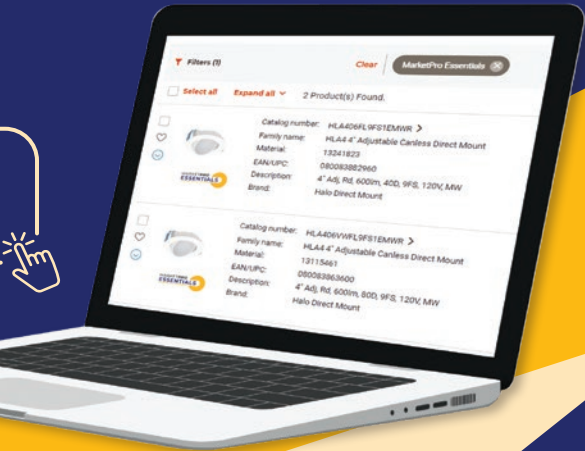 Filters (1)
Clear
MarketPro Essentials
Select all
Expand all
2 Product(s) Found.
Catalog number: HLA406FL9FS1EMWR
Family name: HLA4 4" Adjustable Canless Direct Mount
Material: 13241823
EAN/UPC: 080083882960
Description: 4" Adj, Rd, 600lm, 40D, 9FS, 120V, MW
Brand: Halo Direct Mount
ESSENTIALS
Catalog number: HLA406VWFL9FS1EMWR
Family name: HLA4 4" Adjustable Canless Direct Mount
Material: 13115461
EAN/UPC: 080083863600
Description: 4" Adj, Rd, 600lm, 80D, 9FS, 120V, MW
Brand: Halo Direct Mount
ESSENTIALS